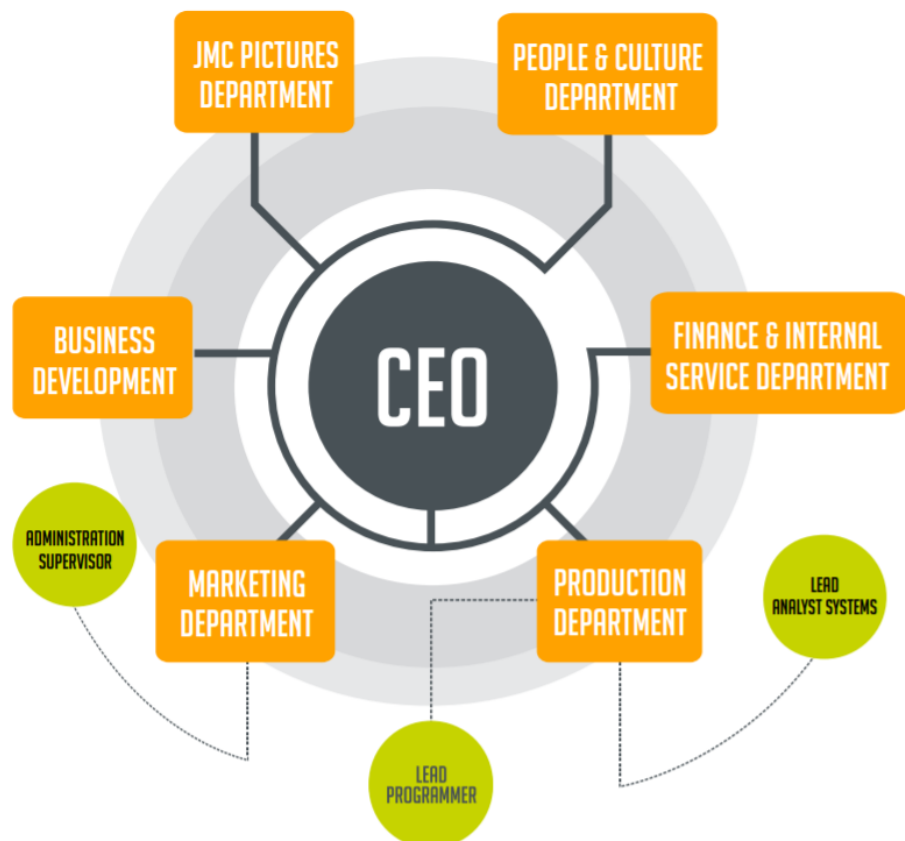 JMC PICTURES
DEPARTMENT
PEOPLE & CULTURE
DEPARTMENT
BUSINESS
DEVELOPMENT
CEO
FINANCE & INTERNAL
SERVICE DEPARTMENT
ADMINISTRATION
SUPERVISOR
MARKETING
DEPARTMENT
PRODUCTION
DEPARTMENT
LEAD
ANALYST SYSTEMS
LEAD
PROGRAMMER